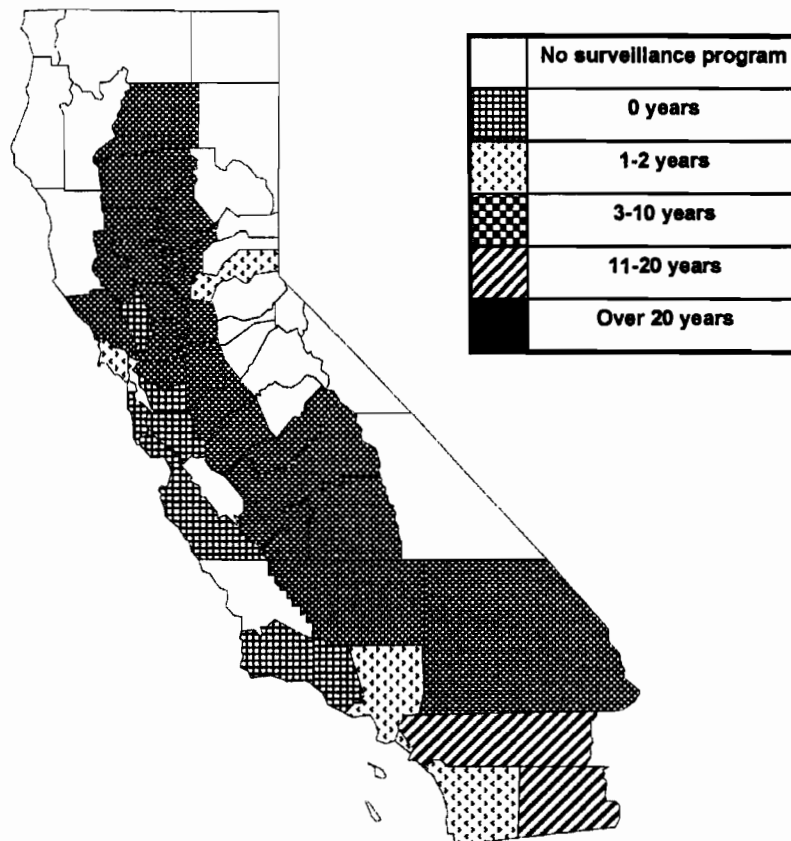 No surveillance program
0 years
1-2 years
3-10 years
11-20 years
Over 20 years